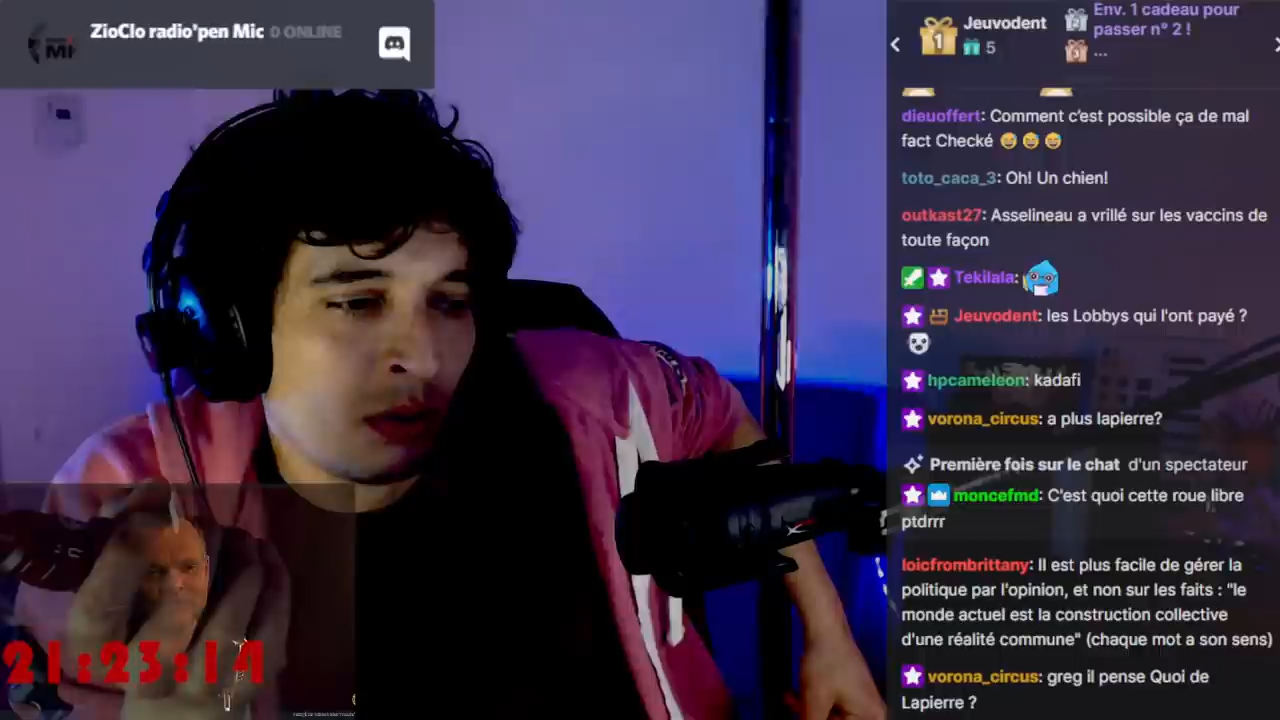 ZioClo radio'pen Mic 0 ONLINE
MI
Jeuvodent
1
5
2
Env. 1 cadeau pour
passer n° 2 !
3
...
dieuoffert: Comment c'est possible ça de mal
fact Checké
toto_caca_3: Oh! Un chien!
outkast27: Asselineau a vrillé sur les vaccins de
toute façon
Tekilala:
Jeuvodent: les Lobbys qui l'ont payé ?
hpcameleon: kadafi
vorona_circus: a plus lapierre?
Première fois sur le chat d'un spectateur
moncefmd: C'est quoi cette roue libre
ptdrrr
loicfrombrittany: Il est plus facile de gérer la
politique par l'opinion, et non sur les faits : "le
monde actuel est la construction collective
d'une réalité commune" (chaque mot a son sens)
vorona_circus: greg il pense Quoi de
Lapierre ?
21:23:14